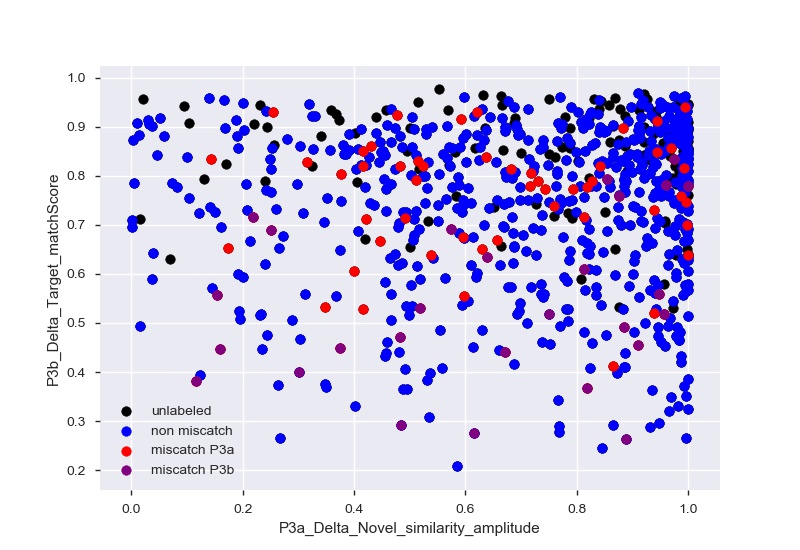 1.0
0.9
0.8
0.7
0.6
0.5
0.4
0.3
0.2
P3b_Delta_Target_matchScore
unlabeled
non miscatch
miscatch P3a
miscatch P3b
0.0 0.2 0.4 0.6 0.8 1.0
P3a_Delta_Novel_similarity_amplitude